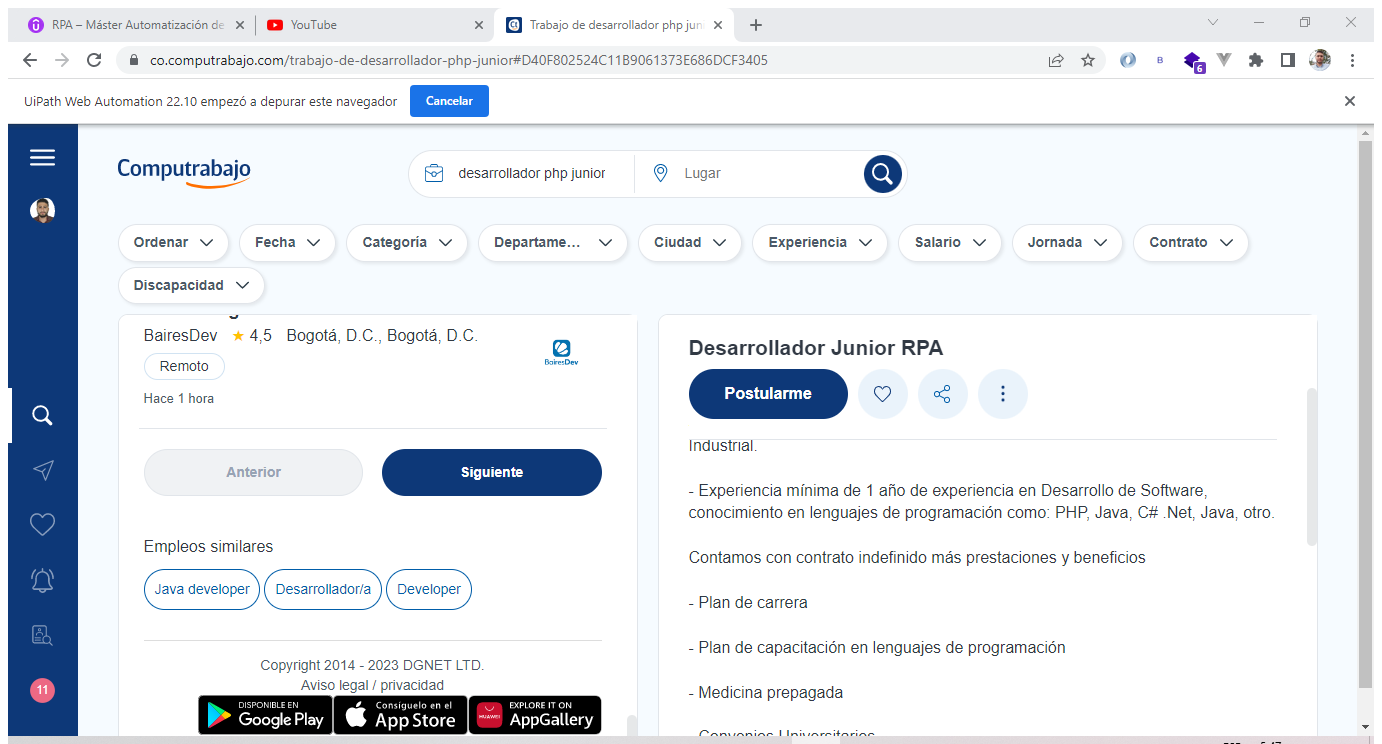 RPA – Máster Automatización de
YouTube
Trabajo de desarrollador php jun
co.computrabajo.com/trabajo-de-desarrollador-php-junior#D40F802524C11B9061373E686DCF3405
B
6
UiPath Web Automation 22.10 empezó a depurar este navegador
Cancelar
Computrabajo
desarrollador php junior
Lugar
Ordenar
Fecha
Categoría
Departame...
Ciudad
Experiencia
Salario
Jornada
Contrato
Discapacidad
BairesDev ★ 4,5 Bogotá, D.C., Bogotá, D.C.
BairesDev
Remoto
Hace 1 hora
Anterior
Siguiente
Empleos similares
Java developer
Desarrollador/a
Developer
Copyright 2014 - 2023 DGNET LTD.
Aviso legal / privacidad
DISPONIBLE EN
Google Play
Consíguelo en el
App Store
HUAWEI
EXPLORE IT ON
AppGallery
11
Desarrollador Junior RPA
Postularme
Industrial.
- Experiencia mínima de 1 año de experiencia en Desarrollo de Software,
conocimiento en lenguajes de programación como: PHP, Java, C# .Net, Java, otro.
Contamos con contrato indefinido más prestaciones y beneficios
- Plan de carrera
- Plan de capacitación en lenguajes de programación
- Medicina prepagada
- Convenios Universitarios